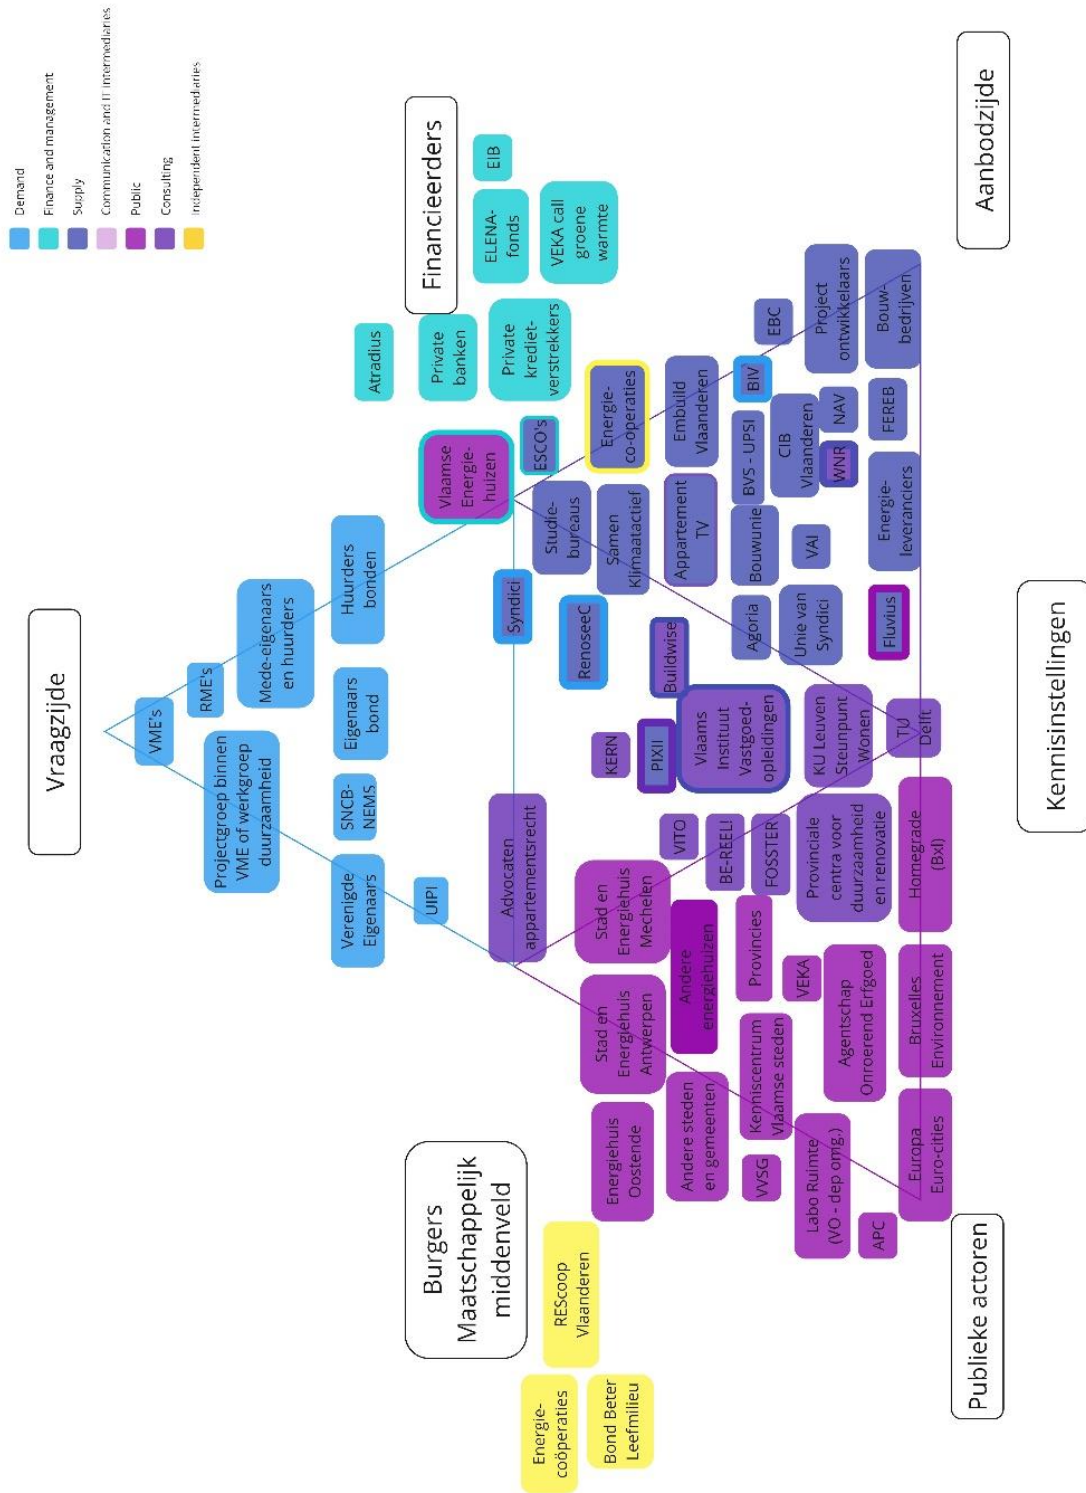 Demand
Finance and management
Supply
Communication and IT intermediaries
Public
Consulting
Independent intermediaries
Vraagzijde
VME's
RME's
Projectgroep binnen
VME of werkgroep
duurzaamheid
Mede-eigenaars
en huurders
Verenigde
Eigenaars
SNCB-
NEMS
Eigenaars
bond
Huurders
bonden
UIPI
Financieerders
Atradius
Private
banken
Private
krediet-
verstrekkers
ELENA-
fonds
EIB
VEKA call
groene
warmte
Burgers
Maatschappelijk
middenveld
Energie-
coöperaties
REScoop
Vlaanderen
Bond Beter
Leefmilieu
Advocaten
appartementsrecht
Syndici
Vlaamse
Energie-
huizen
ESCO's
Studie-
bureaus
Energie-
co-operaties
Samen
Klimaatactief
RenoseeC
Energiehuis
Oostende
Stad en
Energiehuis
Antwerpen
Stad en
Energiehuis
Mechelen
KERN
PIXII
Buildwise
Appartement
TV
Embuild
Vlaanderen
Andere steden
en gemeenten
Andere
energiehuizen
VITO
BE-REEL!
Vlaams
Instituut
Vastgoed-
opleidingen
Agoria
Bouwunie
BVS - UPSI
BIV
EBC
VVSG
Kenniscentrum
Vlaamse steden
Provincies
VEKA
FOSSTER
Unie van
Syndici
VAI
CIB
Vlaanderen
WNR
NAV
Project
ontwikkelaars
Labo Ruimte
(VO - dep omg.)
APC
Agentschap
Onroerend Erfgoed
Provinciale
centra voor
duurzaamheid
en renovatie
KU Leuven
Steunpunt
Wonen
Fluvius
Energie-
leveranciers
FEREB
Bouw-
bedrijven
Europa
Euro-cities
Bruxelles
Environnement
Homegrade
(Bxl)
TU
Delft
Publieke actoren
Kennisinstellingen
Aanbodzijde